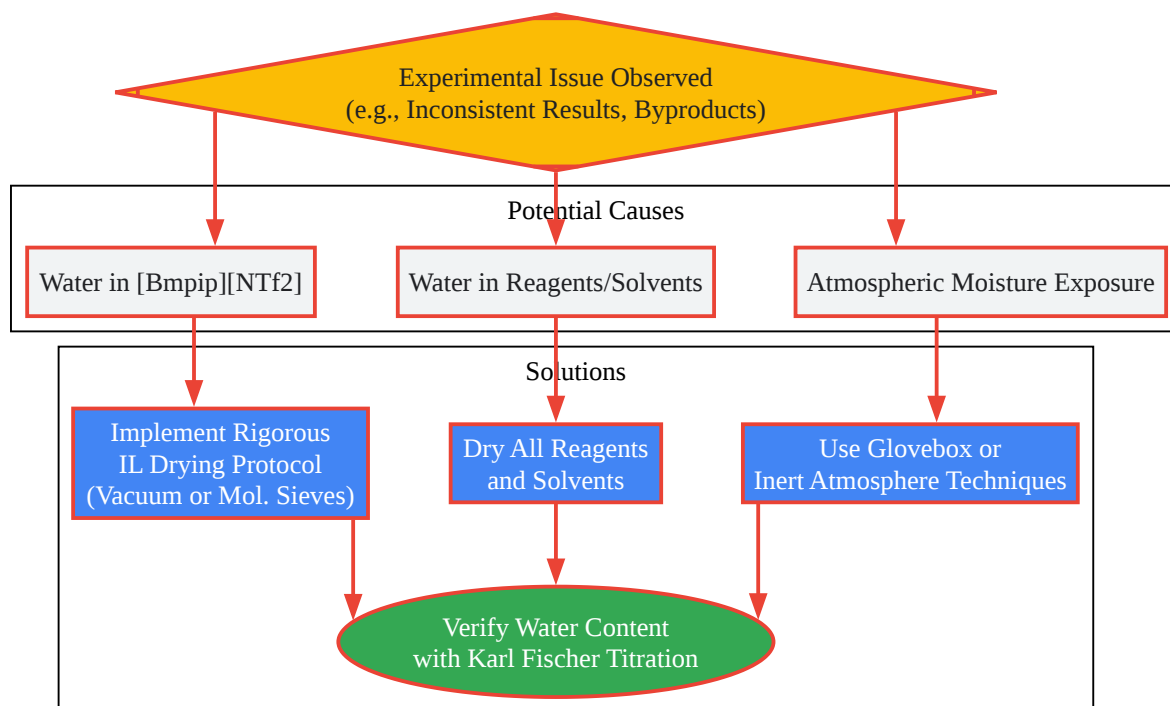 Experimental Issue Observed
(e.g., Inconsistent Results, Byproducts)
Potential Causes
Water in [Bmpip][NTf2]
Water in Reagents/Solvents
Atmospheric Moisture Exposure
Solutions
Implement Rigorous
IL Drying Protocol
(Vacuum or Mol. Sieves)
Dry All Reagents
and Solvents
Use Glovebox or
Inert Atmosphere Techniques
Verify Water Content
with Karl Fischer Titration